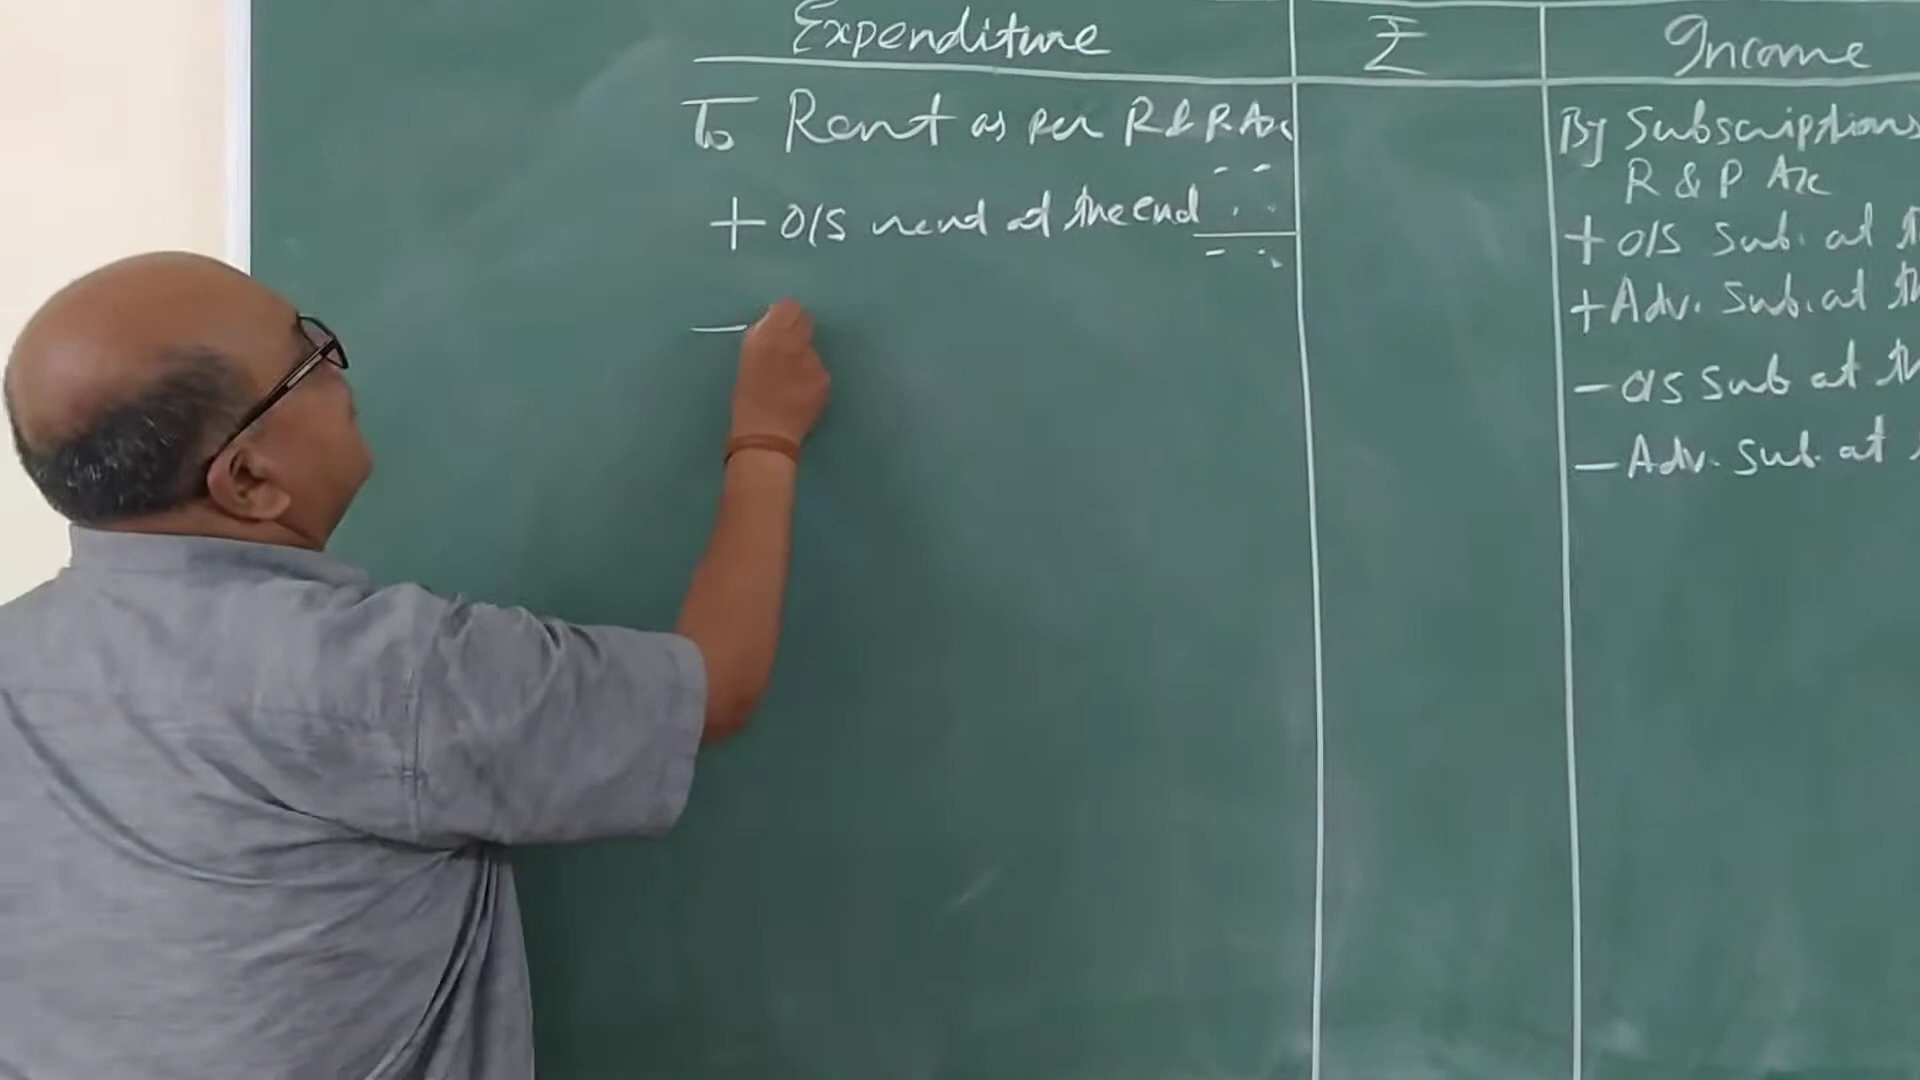 Expenditure ₹ Income
To Rent as per R & P A/c
+ O/S rent at the end
-
By Subscriptions
R & P A/c
+ O/S Sub. at
+ Adv. Sub. at
- O/S Sub at
- Adv. Sub. at